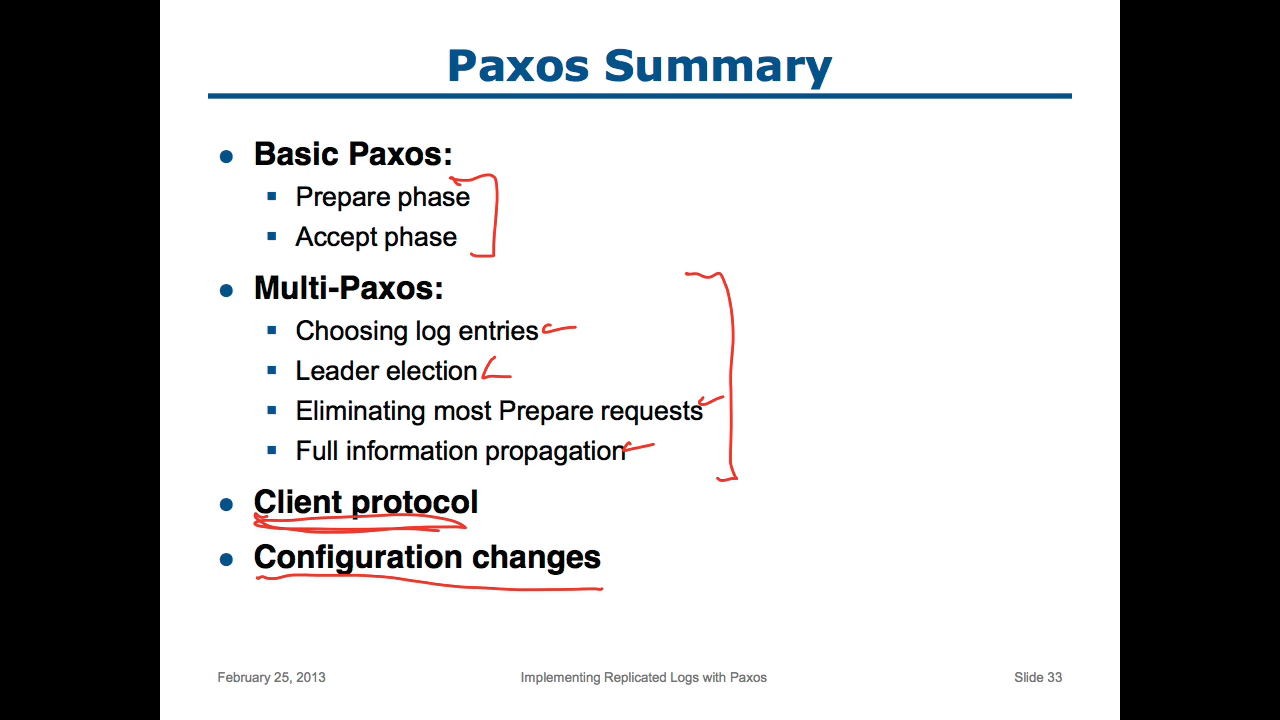 Paxos Summary
Basic Paxos:
Prepare phase
Accept phase
Multi-Paxos:
Choosing log entries
Leader election
Eliminating most Prepare requests
Full information propagation
Client protocol
Configuration changes
February 25, 2013
Implementing Replicated Logs with Paxos
Slide 33